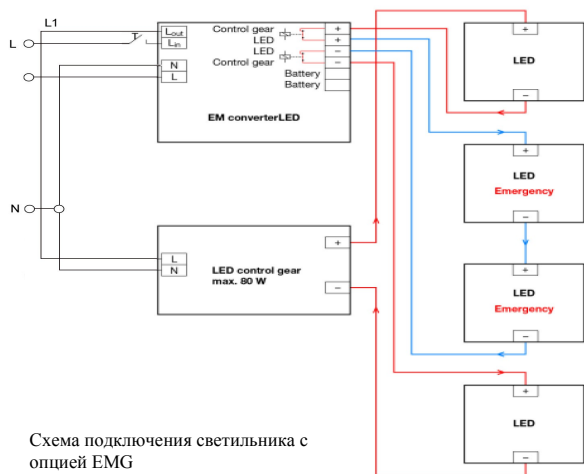 L1
L
Lout
Lin
N
L
Control gear
LED
LED
Control gear
Battery
Battery
+
+
−
−
EM converterLED
N
L
N
LED control gear
max. 80 W
+
−
+
LED
−
+
LED
Emergency
−
+
LED
Emergency
−
+
LED
−
Схема подключения светильника с
опцией EMG